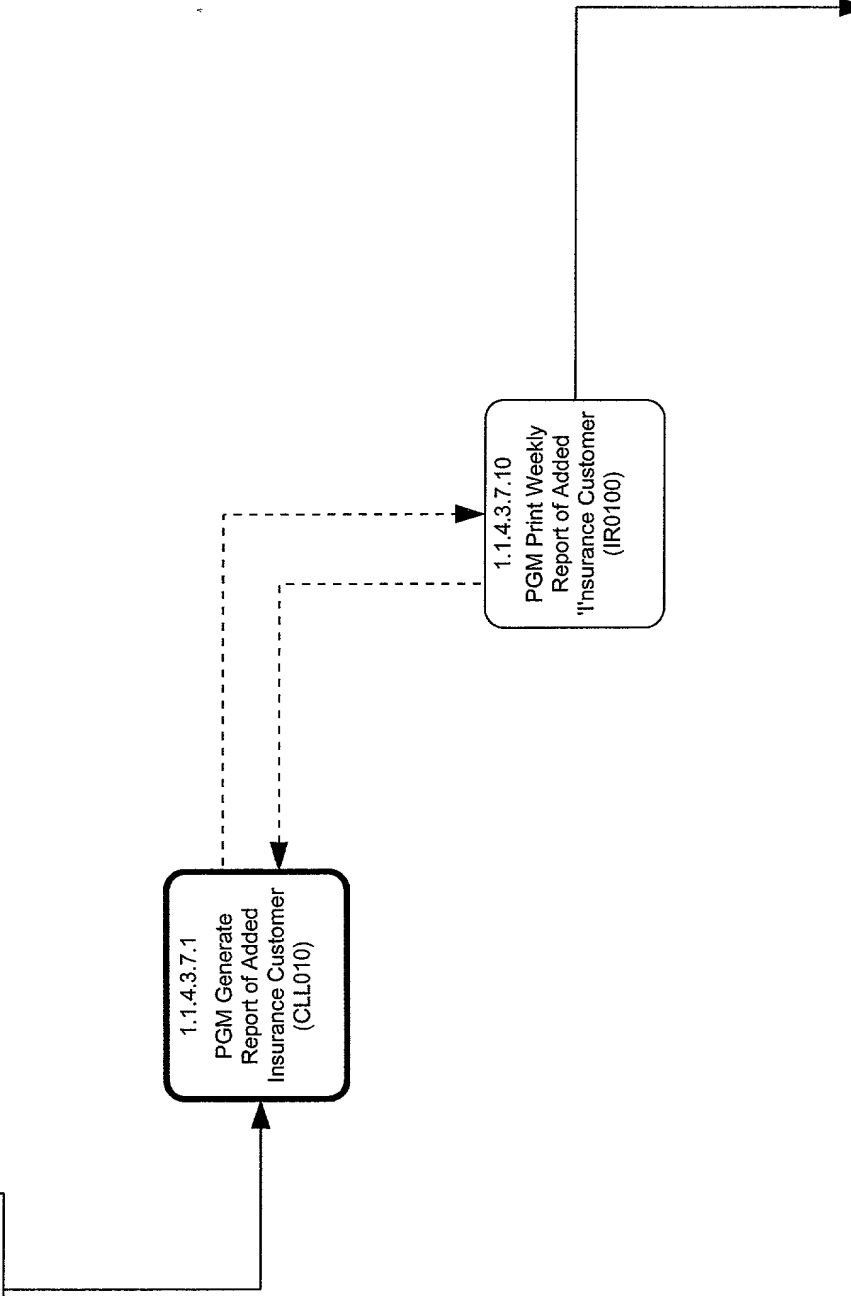 1.1.4.3.7.1
PGM Generate
Report of Added
Insurance Customer
(CLL010)
1.1.4.3.7.10
PGM Print Weekly
Report of Added
'I'nsurance Customer
(IR0100)